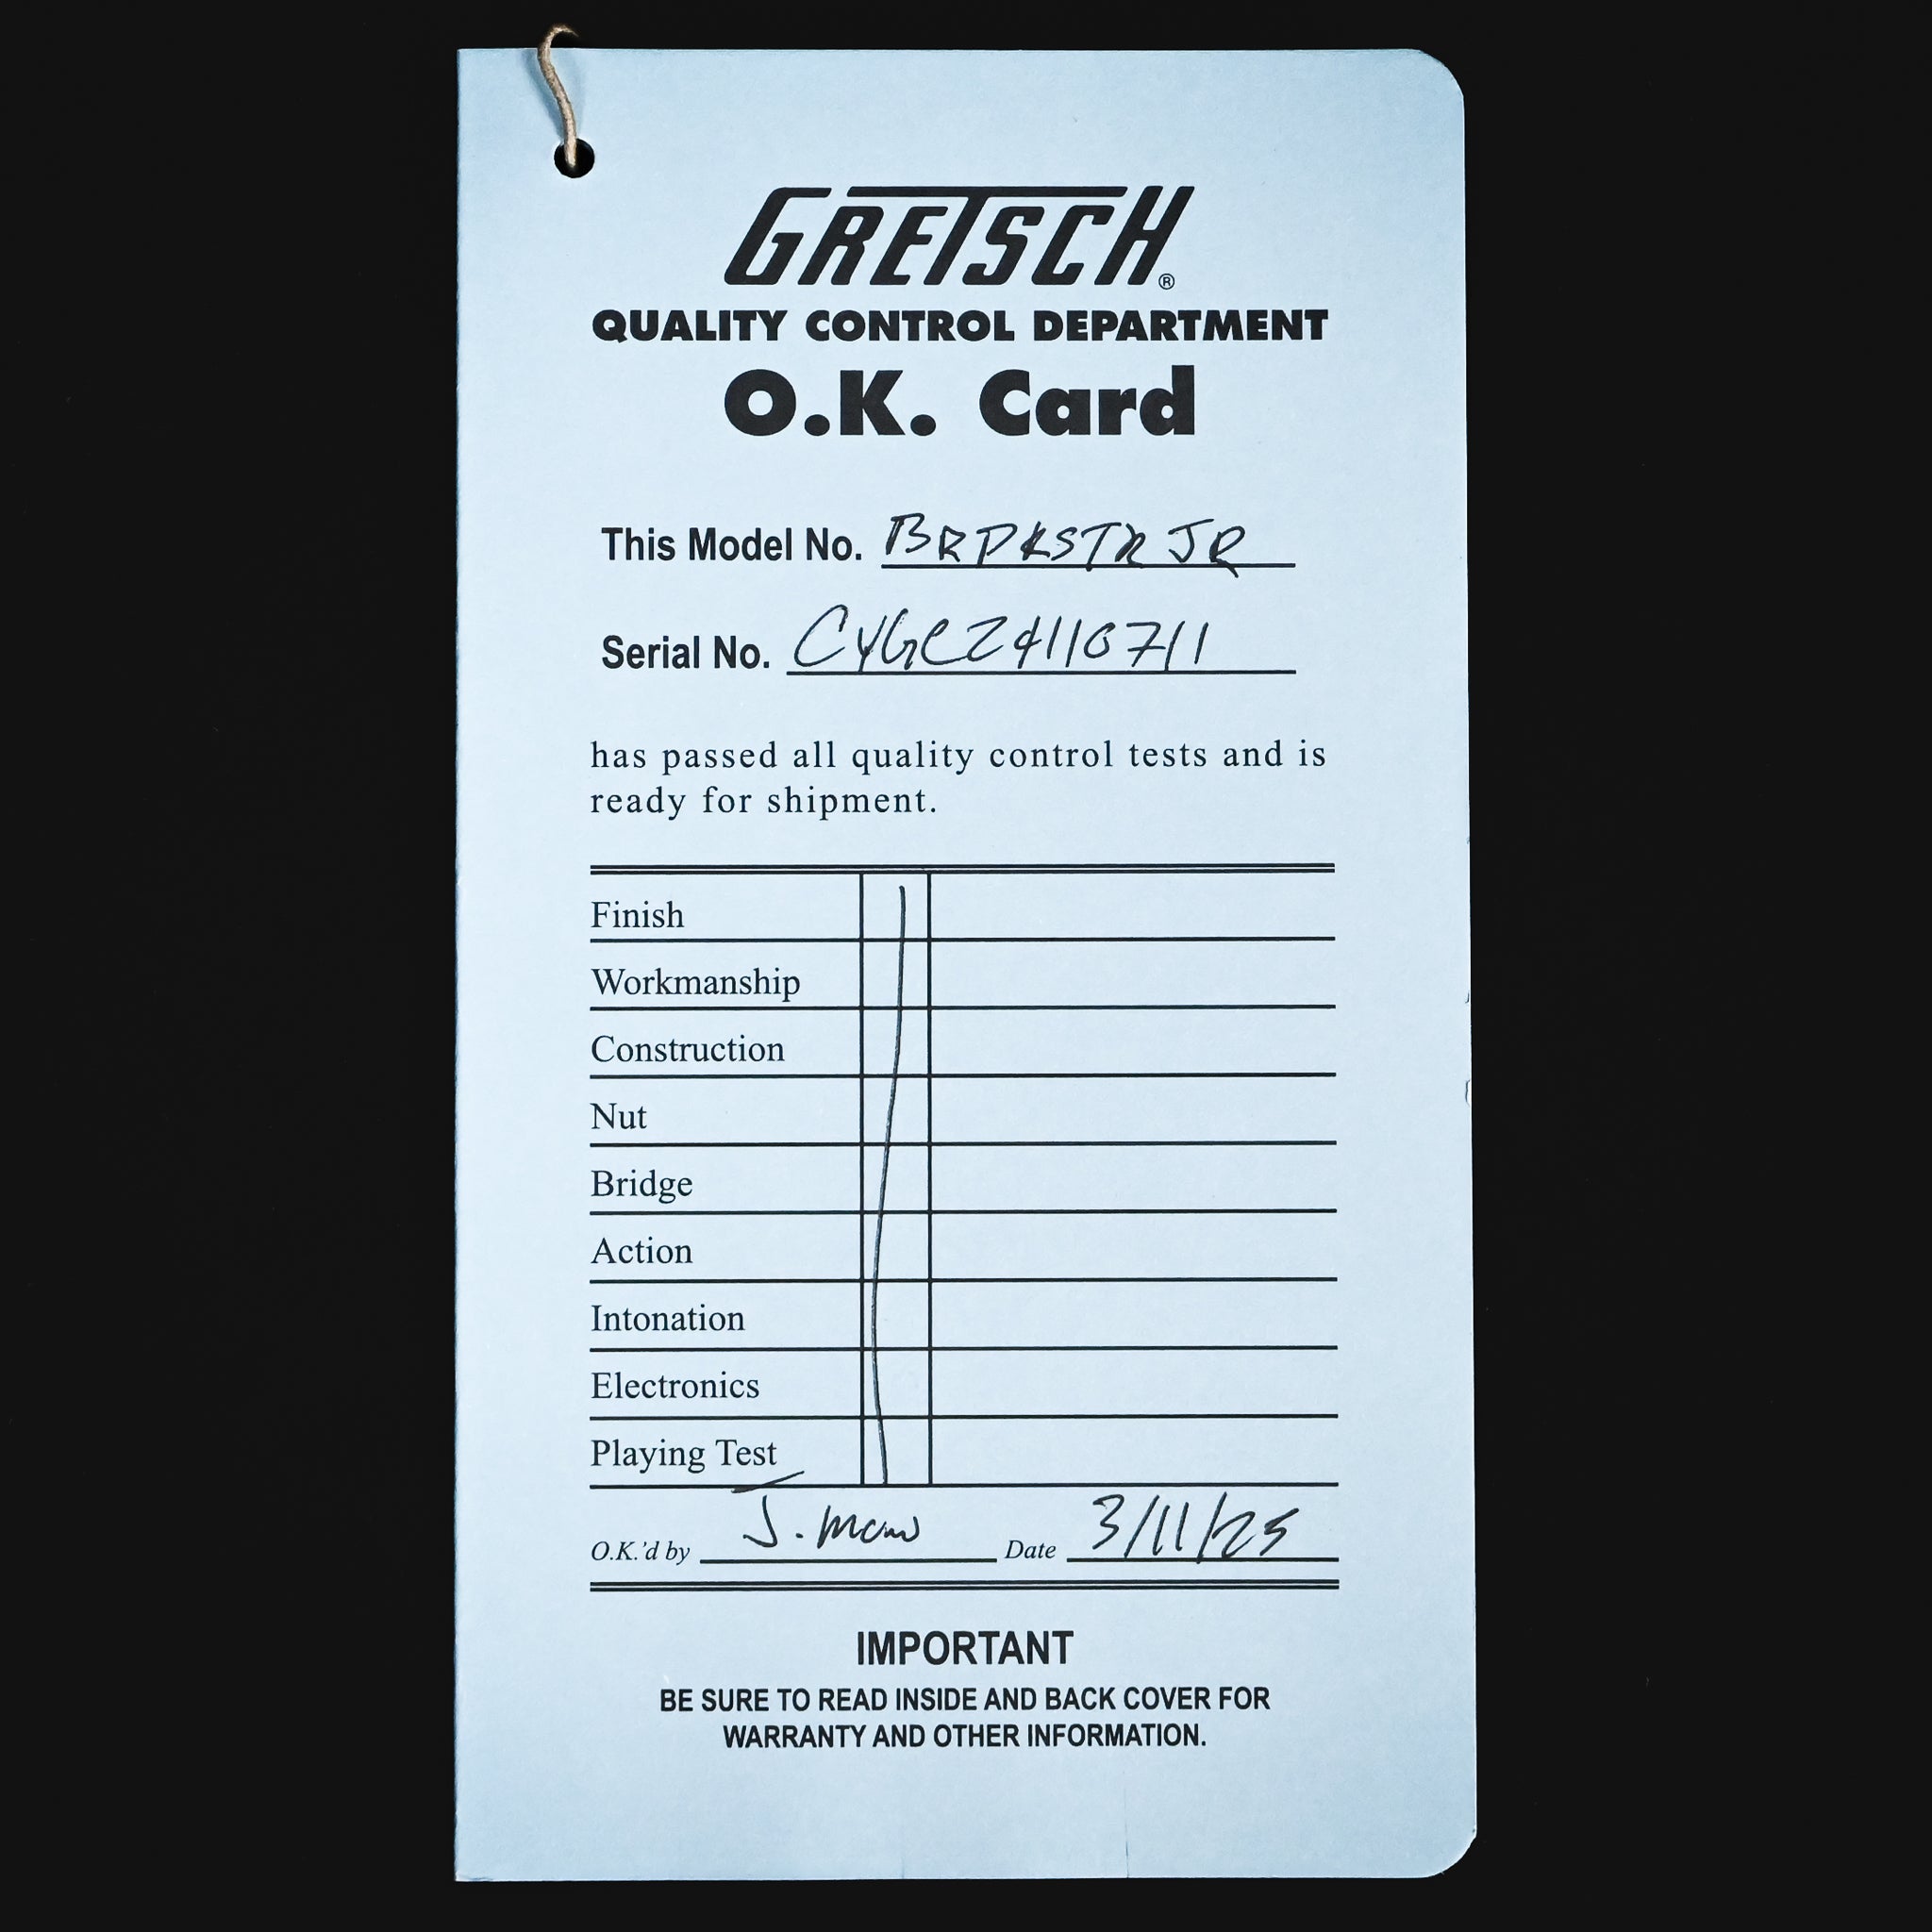 GRETSCH®
QUALITY CONTROL DEPARTMENT
O.K. Card
This Model No. BRDKSTR JR
Serial No. CYGC24110711
has passed all quality control tests and is
ready for shipment.
Finish
Workmanship
Construction
Nut
Bridge
Action
Intonation
Electronics
Playing Test
O.K.'d by J. Date 3/11/25
IMPORTANT
BE SURE TO READ INSIDE AND BACK COVER FOR
WARRANTY AND OTHER INFORMATION.